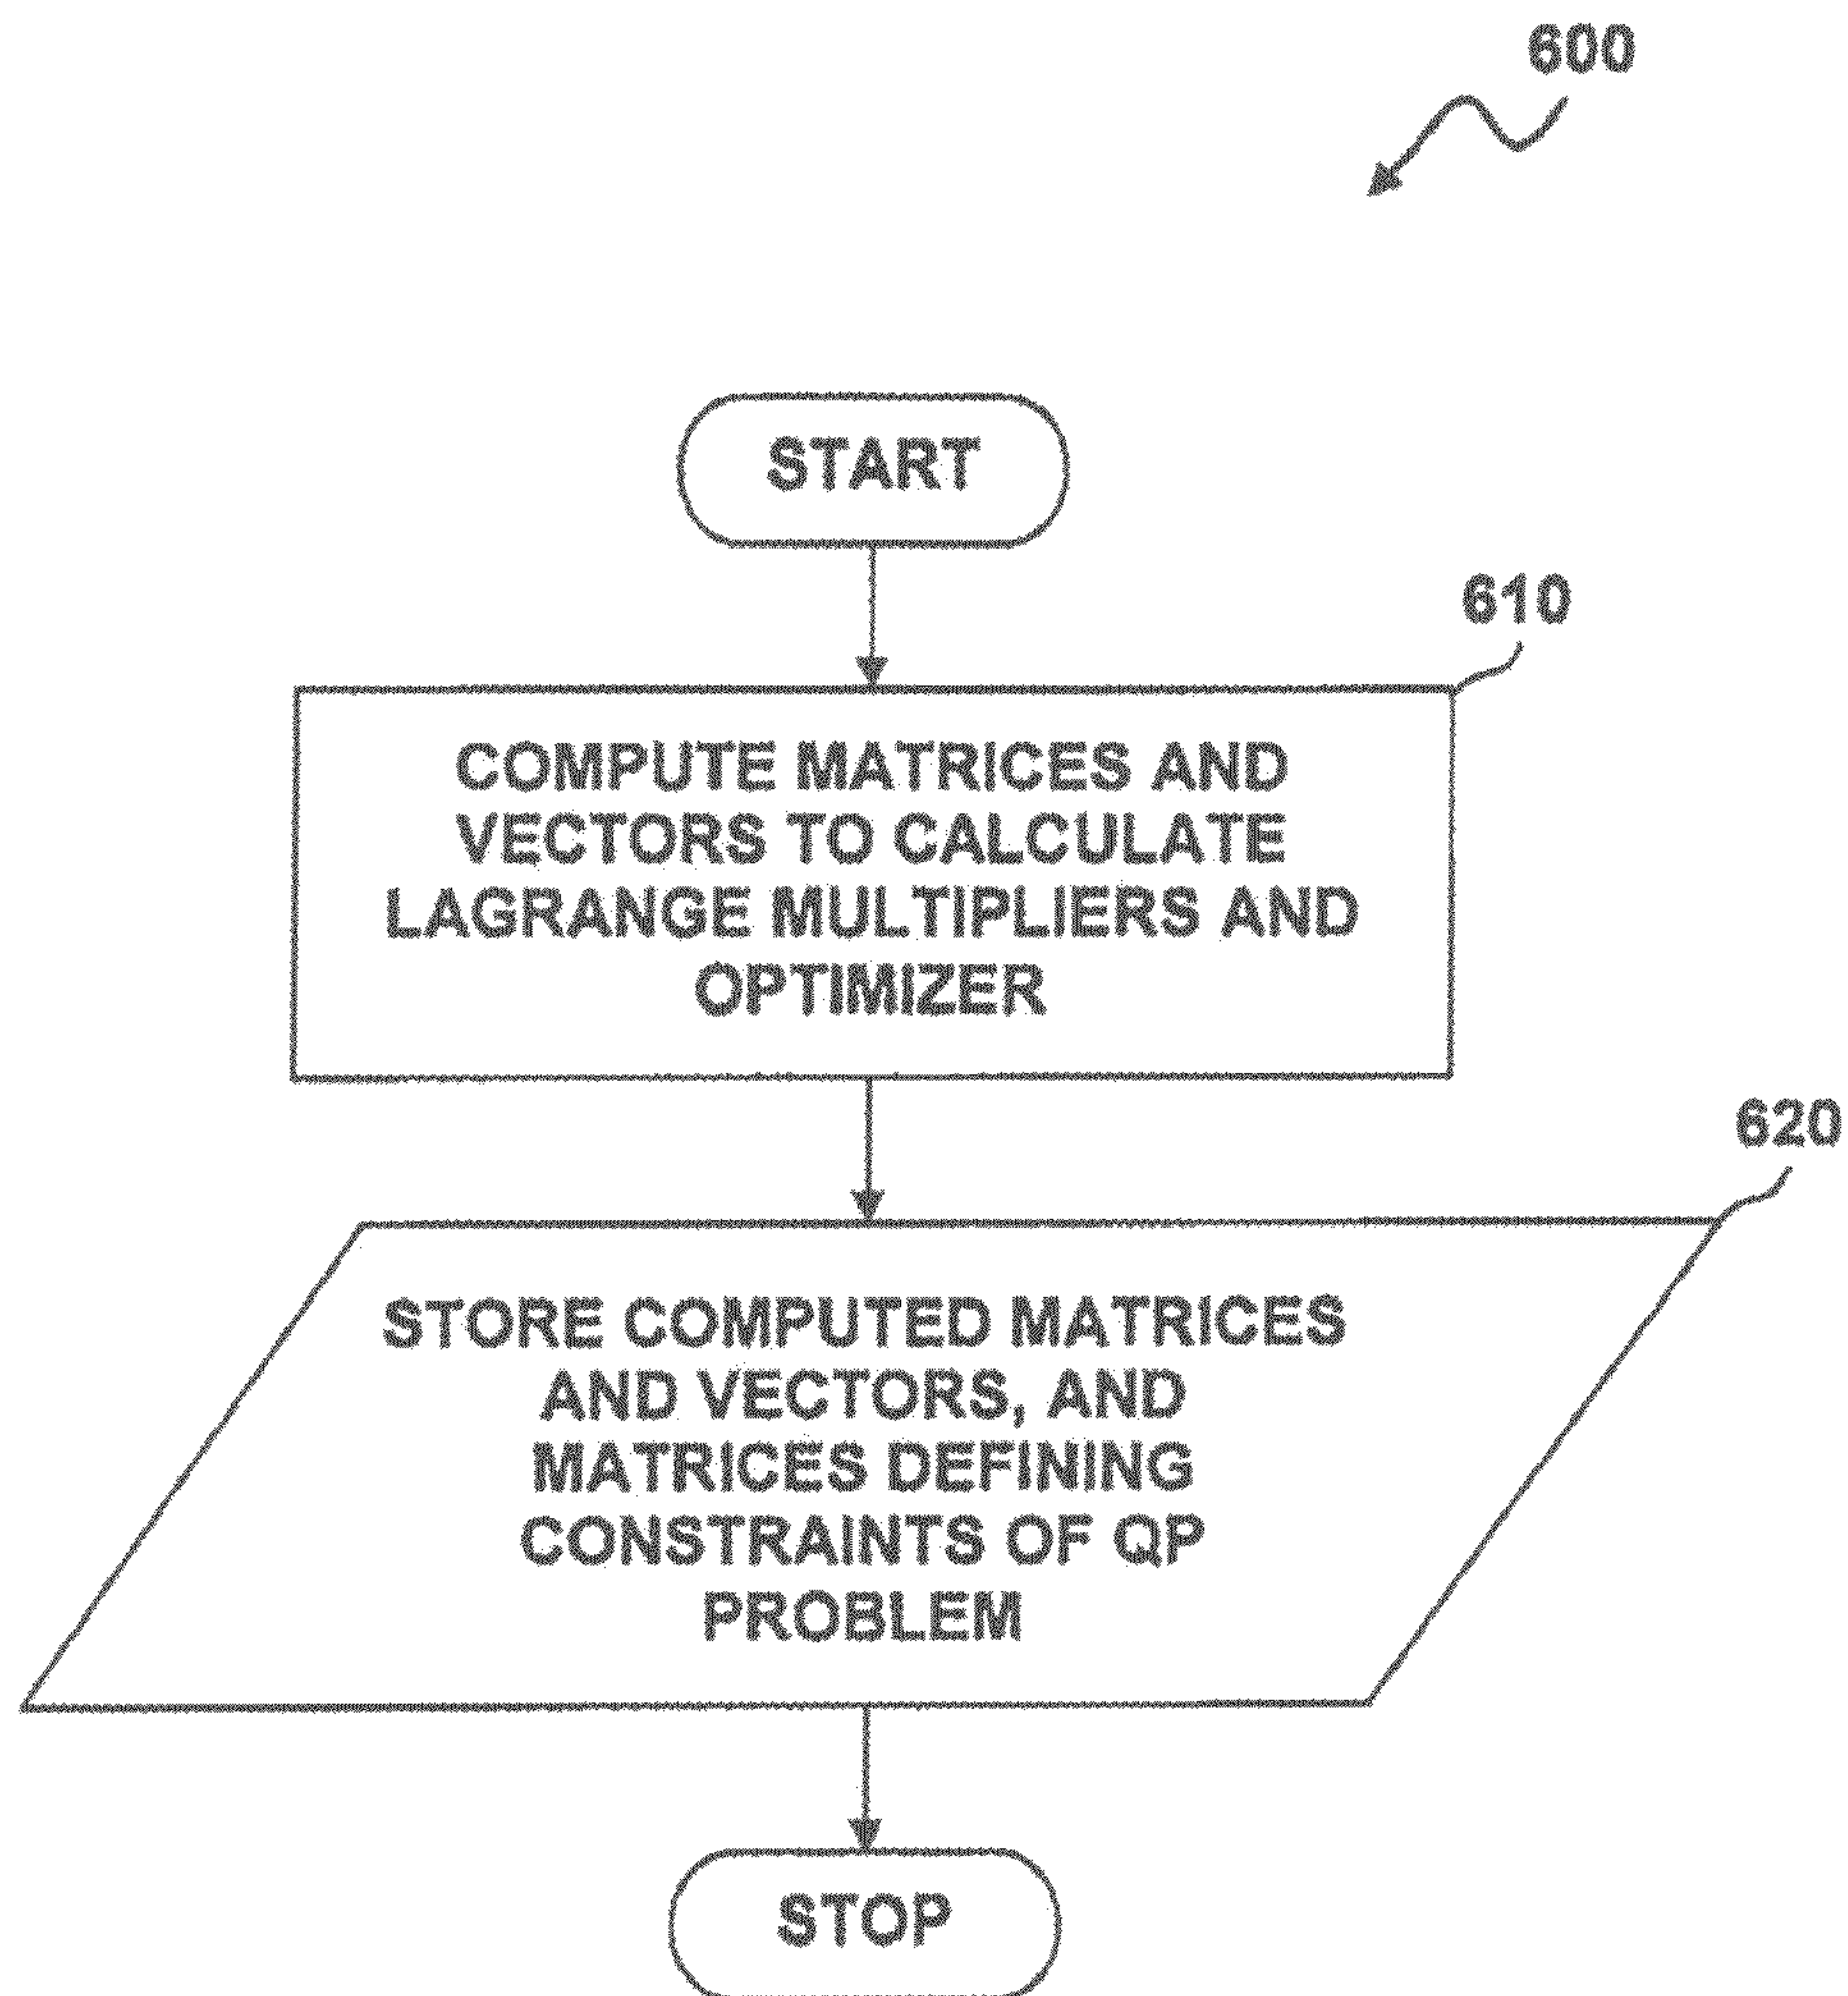 600
START
610
COMPUTE MATRICES AND
VECTORS TO CALCULATE
LAGRANGE MULTIPLIERS AND
OPTIMIZER
620
STORE COMPUTED MATRICES
AND VECTORS, AND
MATRICES DEFINING
CONSTRAINTS OF QP
PROBLEM
STOP